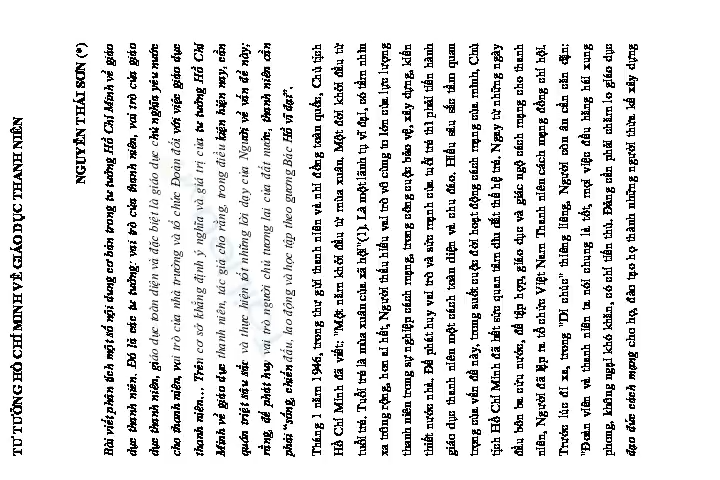 TƯ TƯỞNG HỒ CHÍ MINH VỀ GIÁO DỤC THANH NIÊN
NGUYỄN THÁI SƠN (*)
Bài viết phân tích một số nội dung cơ bản trong tư tưởng Hồ Chí Minh về giáo
dục thanh niên. Đó là các tư tưởng: vai trò của thanh niên, vai trò của giáo
dục thanh niên, giáo dục toàn diện và đặc biệt là giáo dục chủ nghĩa yêu nước
cho thanh niên, vai trò của nhà trường và tổ chức Đoàn đối với việc giáo dục
thanh niên… Trên cơ sở khẳng định ý nghĩa và giá trị của tư tưởng Hồ Chí
Minh về giáo dục thanh niên, tác giả cho rằng, trong điều kiện hiện nay, cần
quán triệt sâu sắc và thực hiện tốt những lời dạy của Người về vấn đề này;
rằng, để phát huy vai trò người chủ tương lai của đất nước, thanh niên cần
phải "sống, chiến đấu, lao động và học tập theo gương Bác Hồ vĩ đại".
Tháng 1 năm 1946, trong thư gửi thanh niên và nhi đồng toàn quốc, Chủ tịch
Hồ Chí Minh đã viết: "Một năm khởi đầu từ mùa xuân. Một đời khởi đầu từ
tuổi trẻ. Tuổi trẻ là mùa xuân của xã hội"(1). Là một lãnh tụ vĩ đại, có tầm nhìn
xa trông rộng, hơn ai hết, Người thấu hiểu vai trò vô cùng to lớn của lực lượng
thanh niên trong sự nghiệp cách mạng, trong công cuộc bảo vệ, xây dựng, kiến
thiết nước nhà. Để phát huy vai trò và sức mạnh của tuổi trẻ thì phải tiến hành
giáo dục thanh niên một cách toàn diện và chu đáo. Hiểu sâu sắc tầm quan
trọng của vấn đề này, trong suốt cuộc đời hoạt động cách mạng của mình, Chủ
tịch Hồ Chí Minh đã hết sức quan tâm dìu dắt thế hệ trẻ. Ngay từ những ngày
đầu bôn ba cứu nước, để tập hợp, giáo dục và giác ngộ cách mạng cho thanh
niên, Người đã lập ra tổ chức Việt Nam Thanh niên cách mạng đồng chí hội.
Trước lúc đi xa, trong "Di chúc" thiêng liêng, Người còn ân cần căn dặn:
"Đoàn viên và thanh niên ta nói chung là tốt, mọi việc đều hăng hái xung
phong, không ngại khó khăn, có chí tiến thủ. Đảng cần phải chăm lo giáo dục
đạo đức cách mạng cho họ, đào tạo họ thành những người thừa kế xây dựng